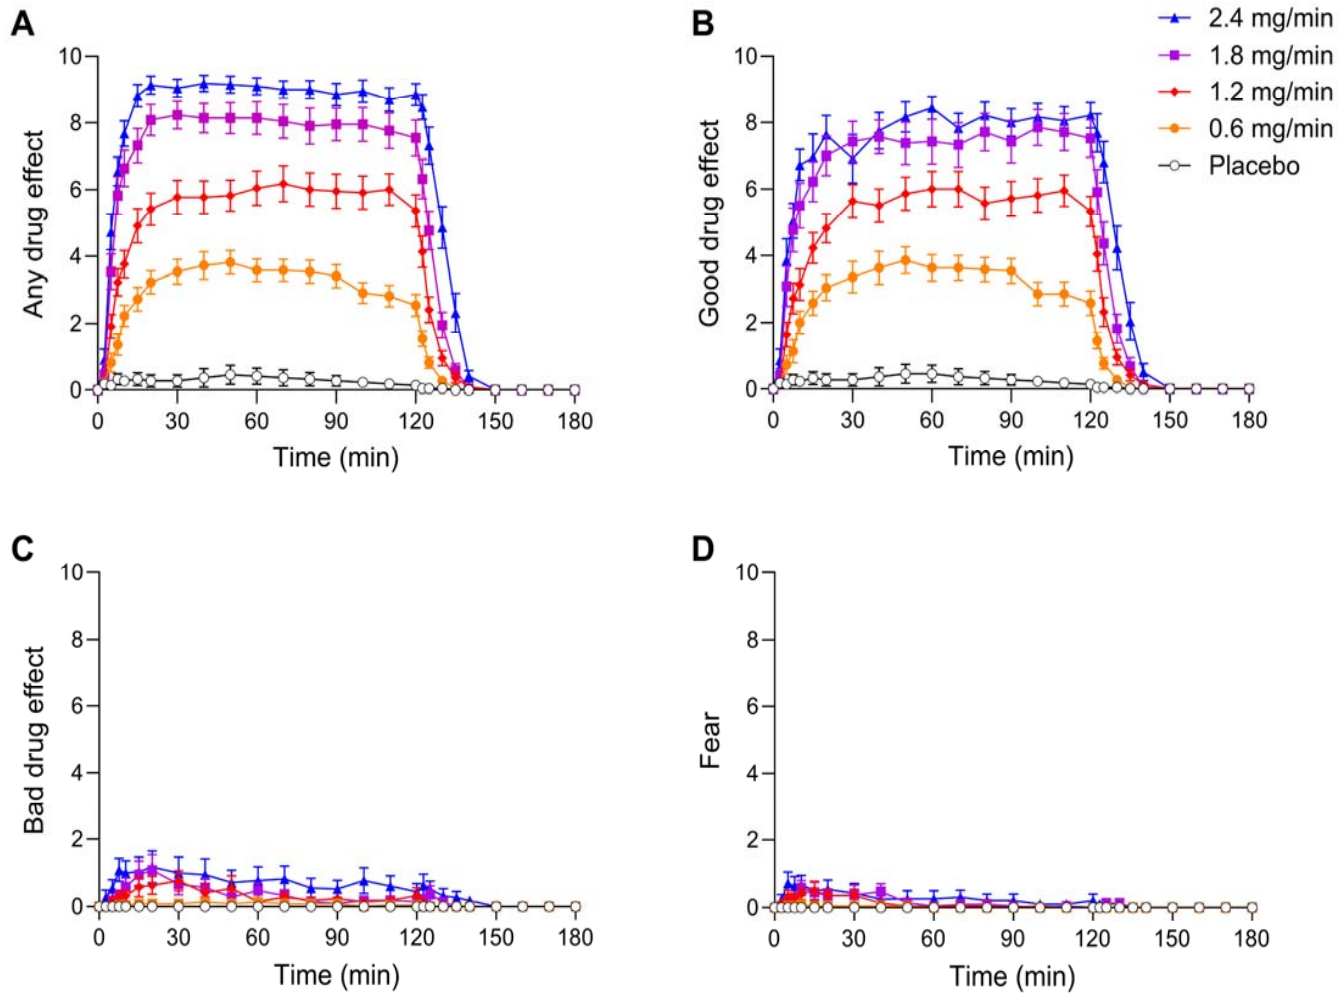 A
Any drug effect
10
8
6
4
2
0
0 30 60 90 120 150 180
Time (min)
B
Good drug effect
10
8
6
4
2
0
0 30 60 90 120 150 180
Time (min)
2.4 mg/min
1.8 mg/min
1.2 mg/min
0.6 mg/min
Placebo
C
Bad drug effect
10
8
6
4
2
0
0 30 60 90 120 150 180
Time (min)
D
Fear
10
8
6
4
2
0
0 30 60 90 120 150 180
Time (min)